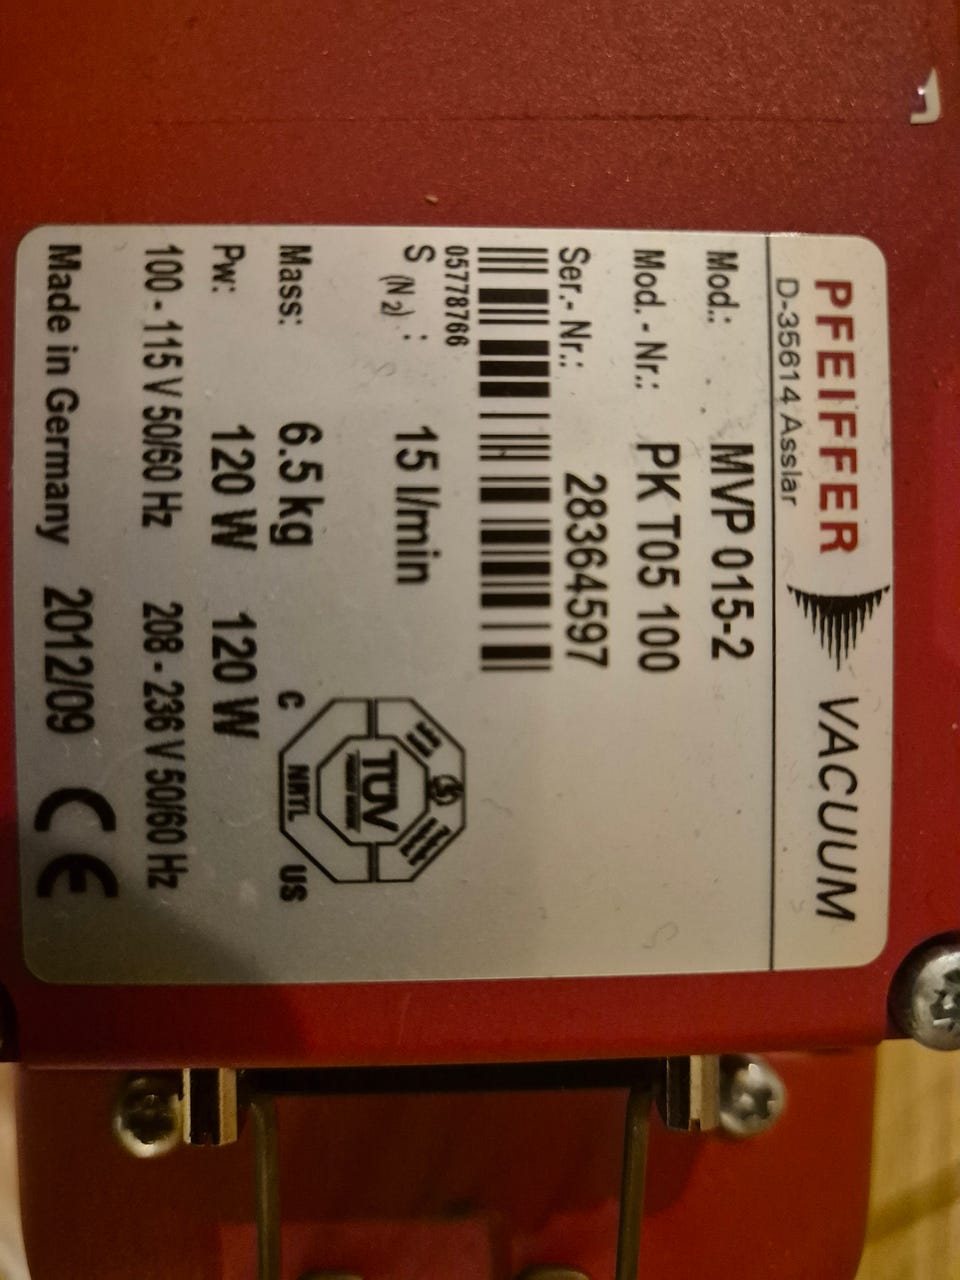 PFEIFFER VACUUM
D-35614 Asslar
Mod.: MVP 015-2
Mod. - Nr.: PK T05 100
Ser.- Nr.: 28364597
05778766
S (N2) : 15 l/min
Mass: 6.5 kg
Pw: 120 W 120 W
100 - 115 V 50/60 Hz 208 - 236 V 50/60 Hz
Made in Germany 2012/09 CE
TÜV
C NRTL US